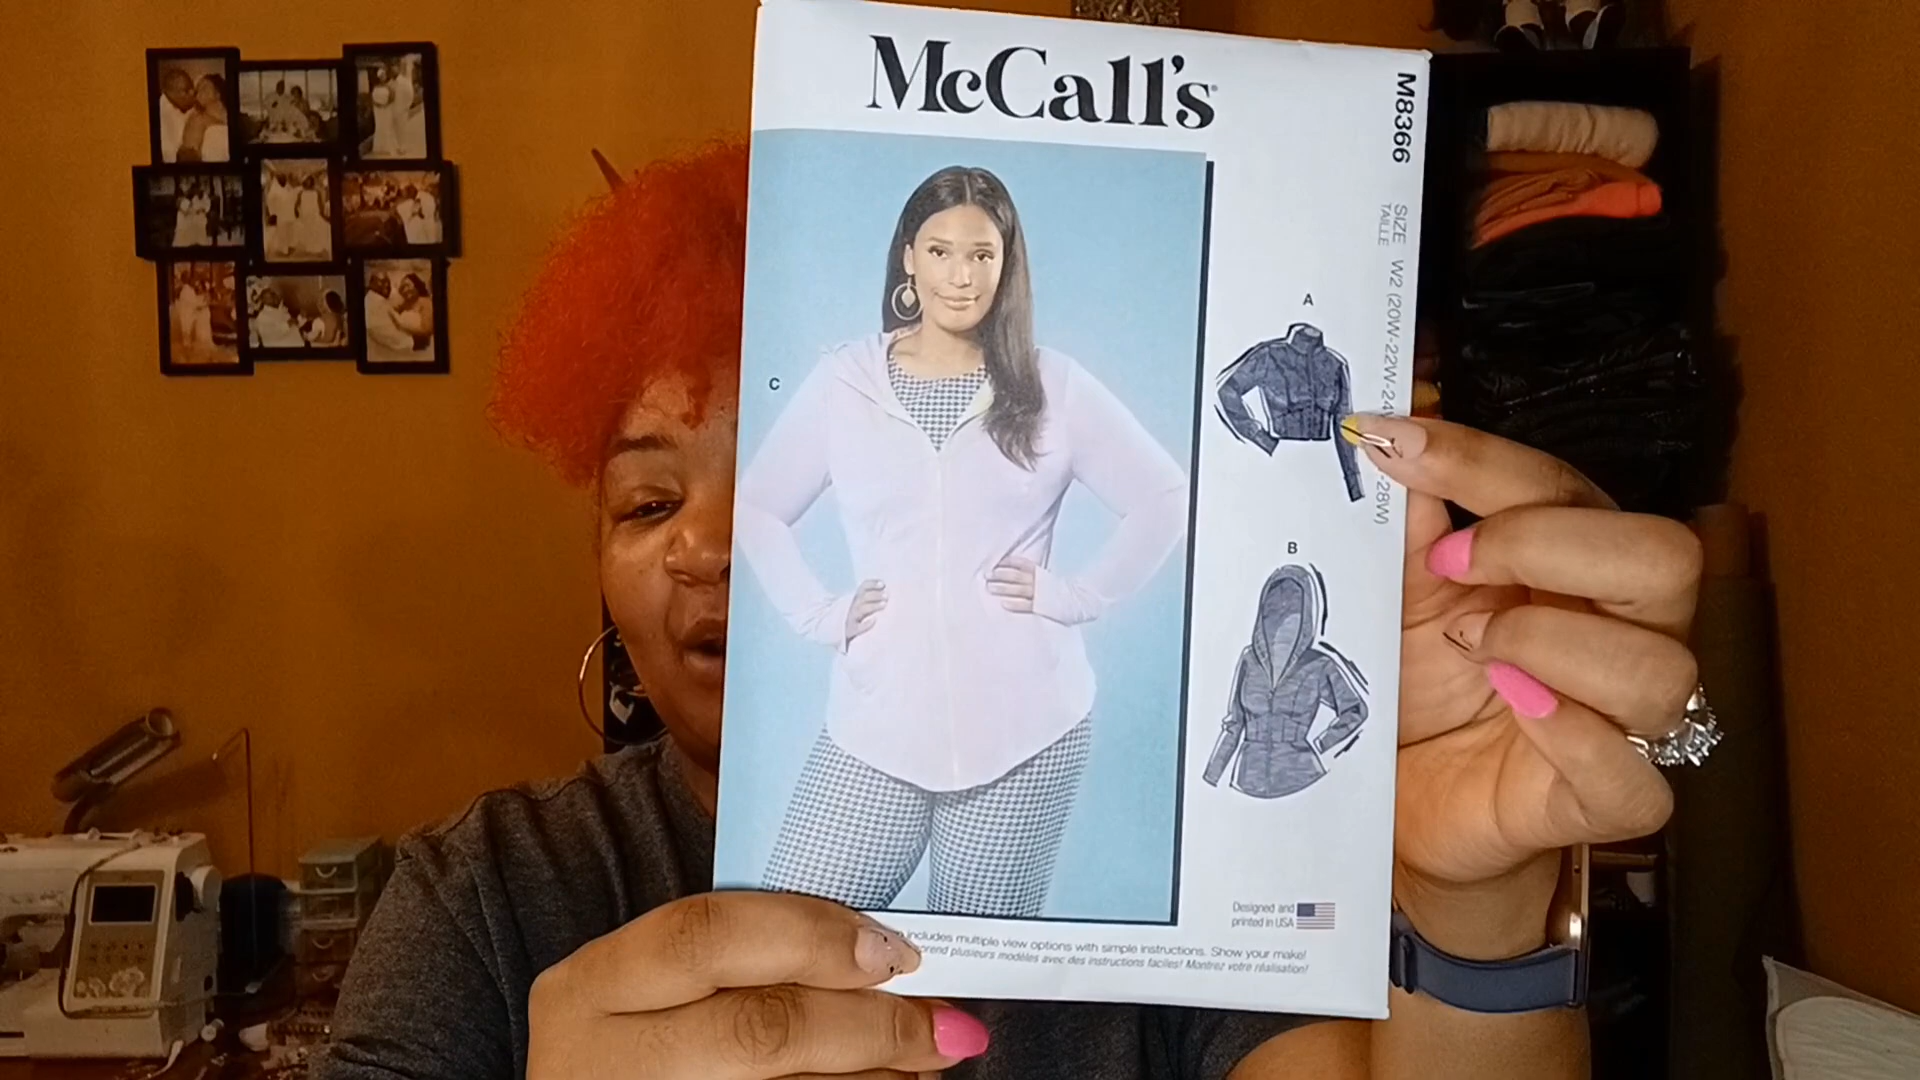 McCall's
M8366
SIZE W2 (20W-22W-24W -28W)
TAILLE
A
C
B
Designed and
printed in USA
includes multiple view options with simple instructions. Show your make!
prend plusieurs modèles avec des instructions faciles! Montrez votre réalisation!